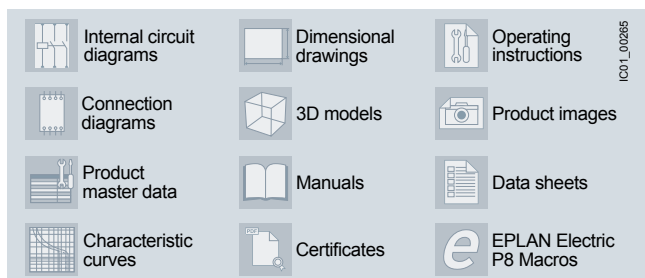 Internal circuit
diagrams
Dimensional
drawings
Operating
instructions
IC01_00265
Connection
diagrams
3D models
Product images
Product
master data
Manuals
Data sheets
Characteristic
curves
PDF
Certificates
e
EPLAN Electric
P8 Macros